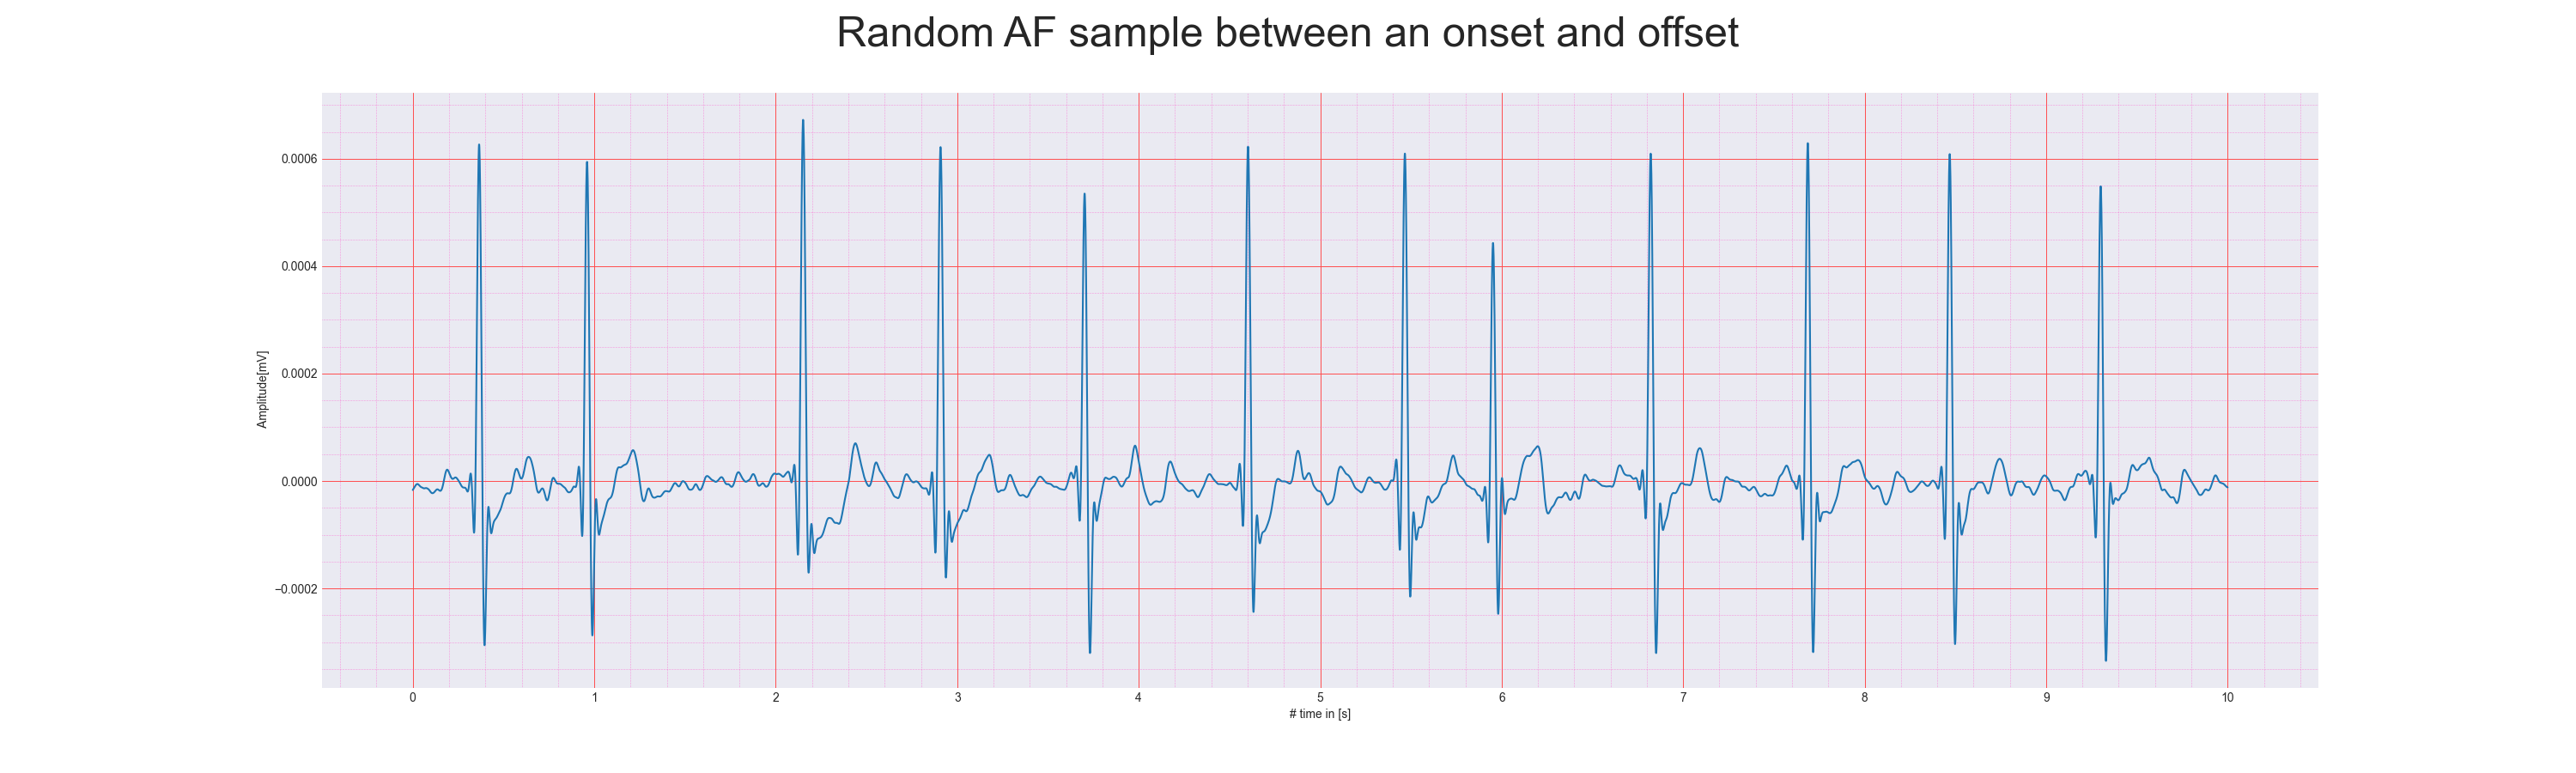 Random AF sample between an onset and offset
0.0006
0.0004
0.0002
0.0000
−0.0002
Amplitude[mV]
0 1 2 3 4 5 6 7 8 9 10
# time in [s]